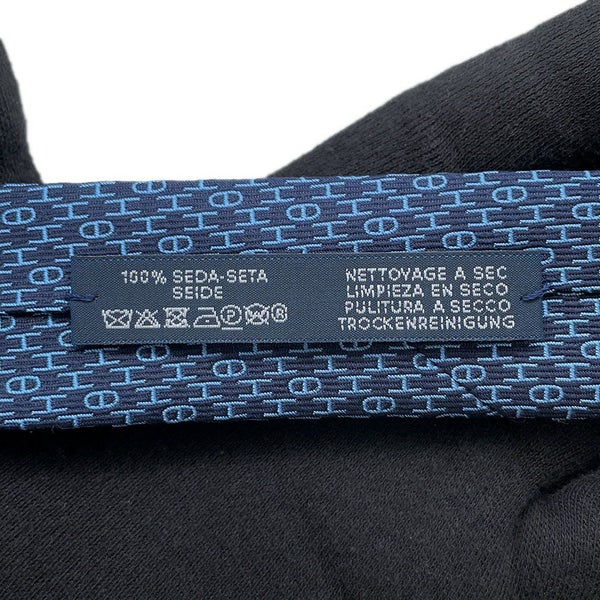 100% SEDA-SETA
SEIDE
NETTOYAGE A SEC
LIMPIEZA EN SECO
PULITURA A SECCO
TROCKENREINIGUNG